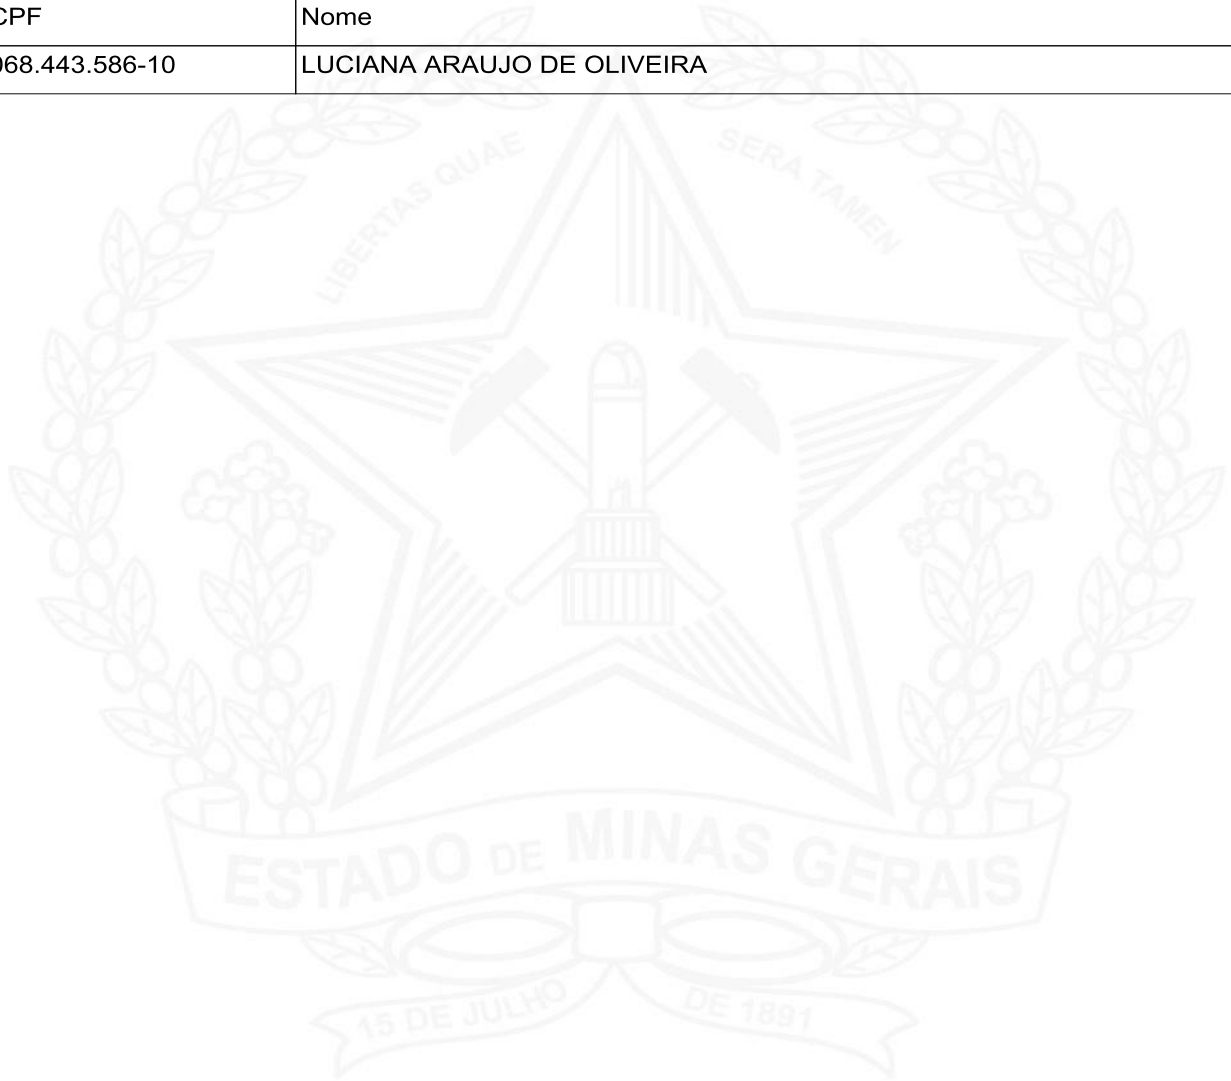 CPF Nome
068.443.586-10 LUCIANA ARAUJO DE OLIVEIRA
LIBERTAS QUAE SERA TAMEN
ESTADO DE MINAS GERAIS
15 DE JULHO DE 1891